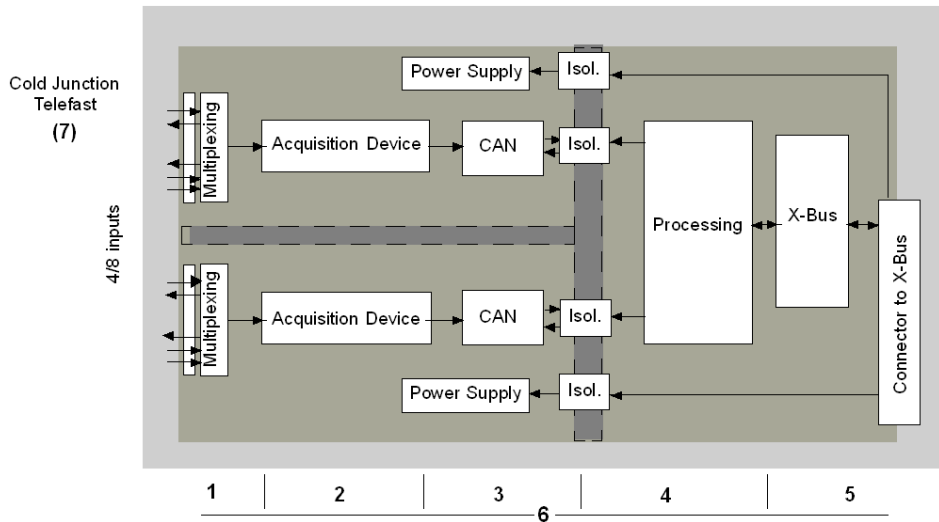 Cold Junction
Telefast
(7)
4/8 inputs
Power Supply
Isol.
Multiplexing
Acquisition Device
CAN
Isol.
Processing
X-Bus
Connector to X-Bus
Multiplexing
Acquisition Device
CAN
Isol.
Power Supply
Isol.
1
2
3
4
5
6